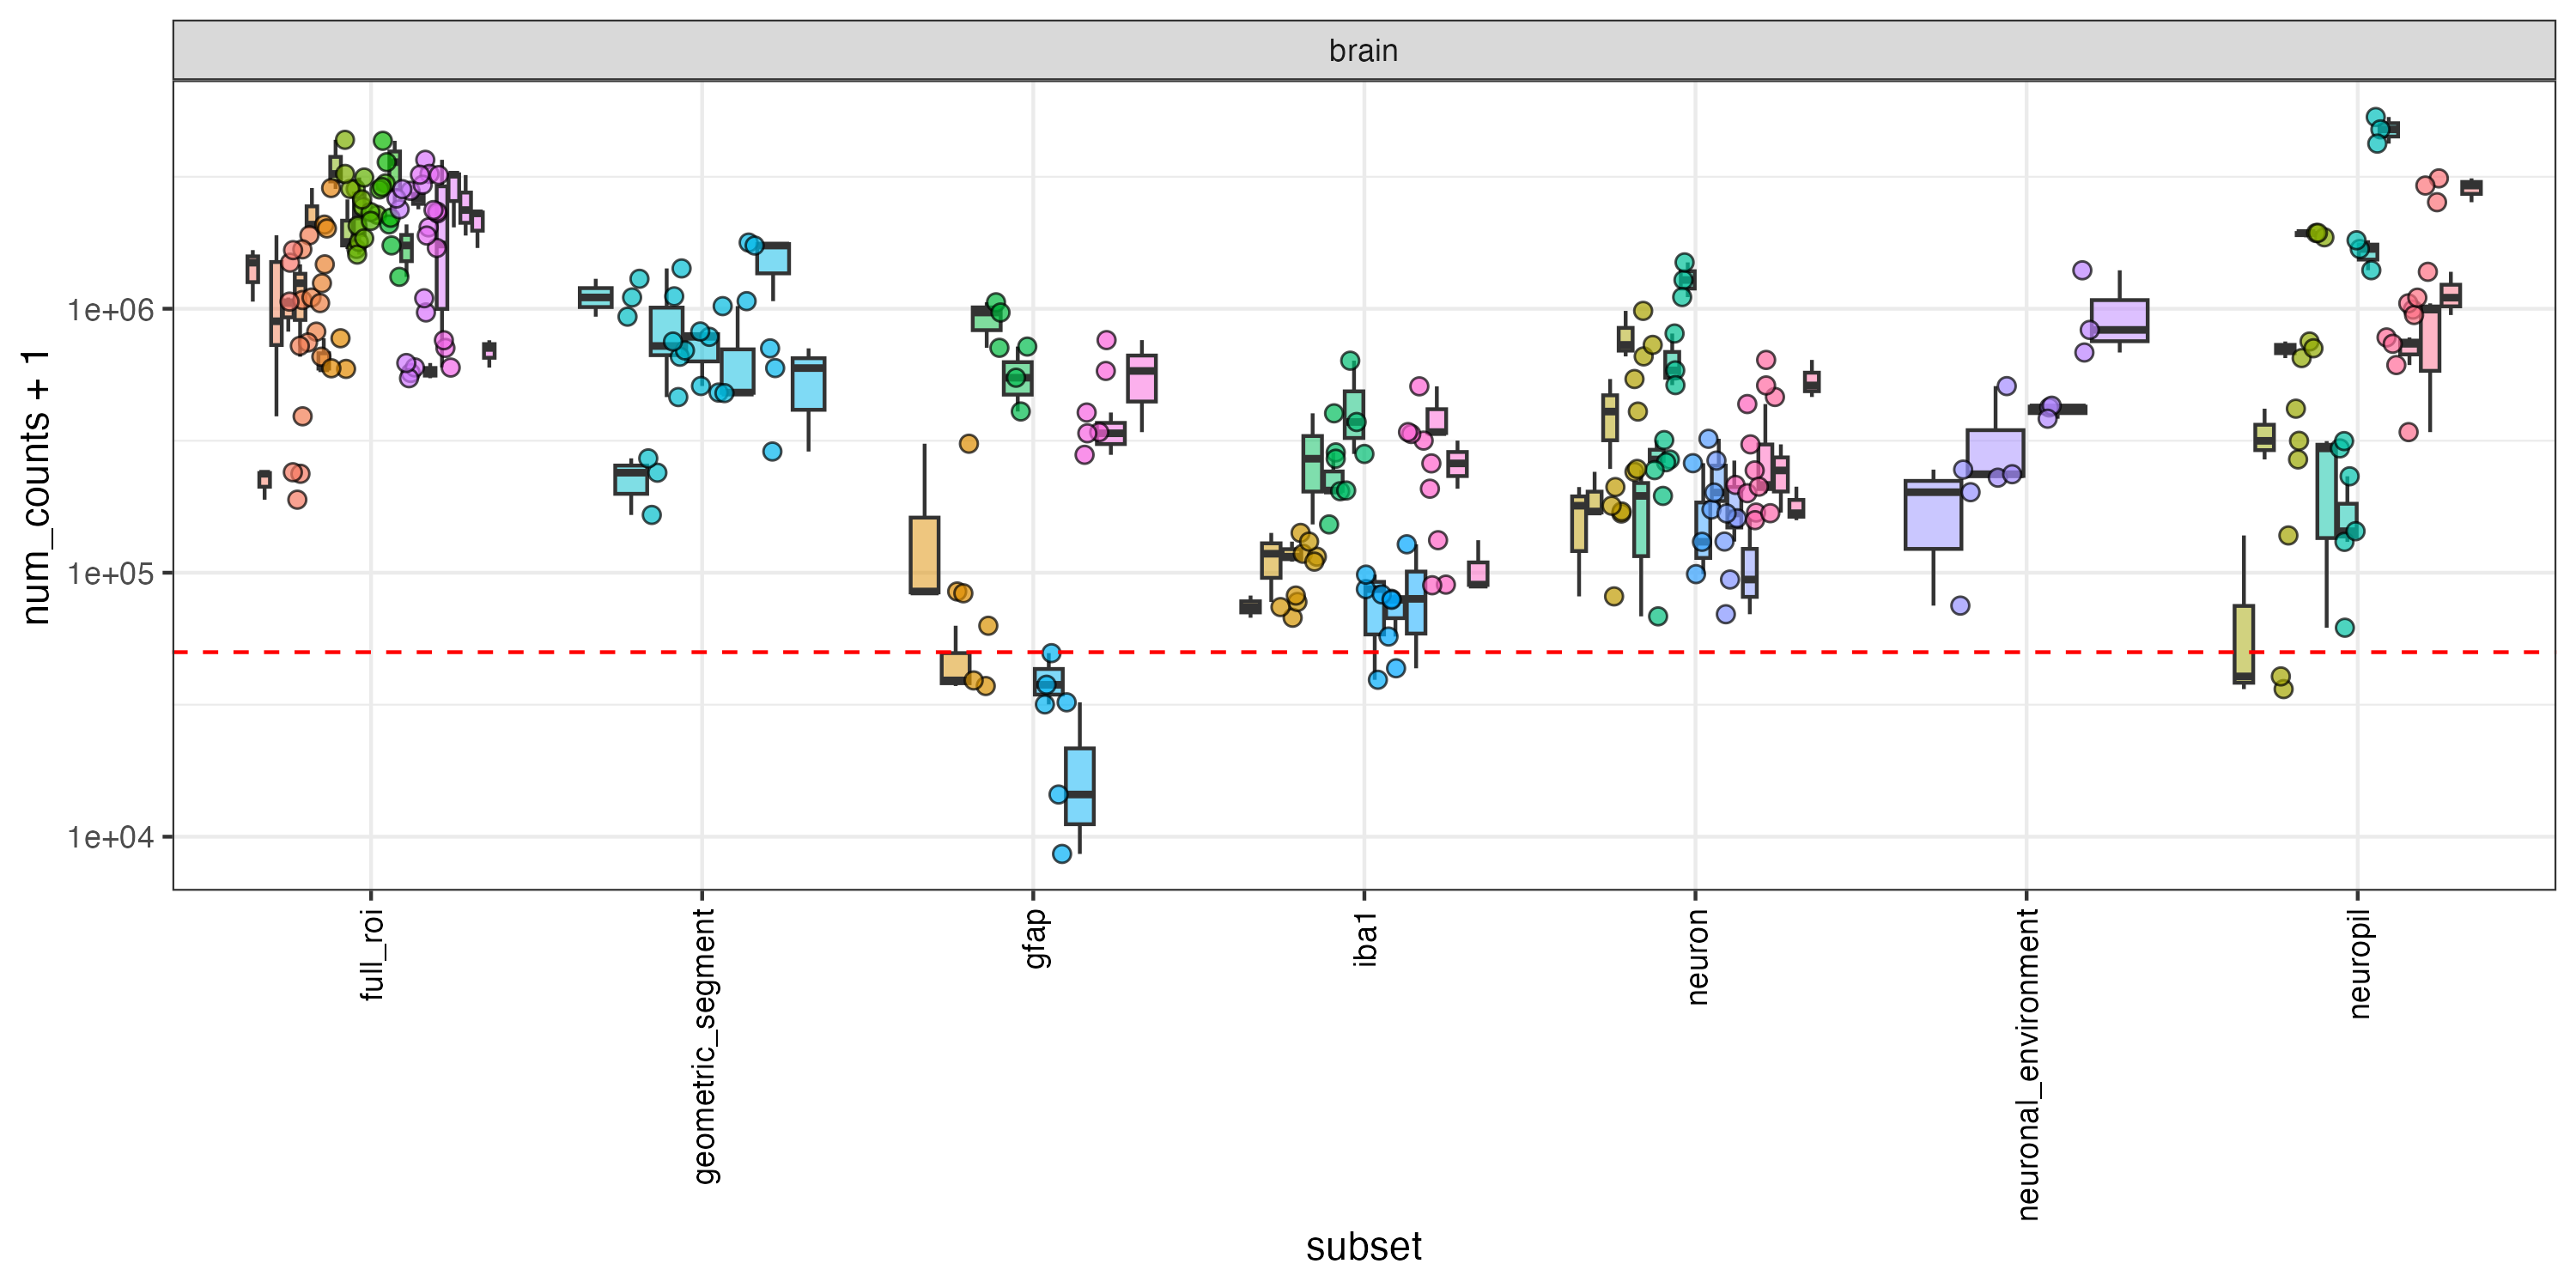 brain
num_counts + 1
1e+06
1e+05
1e+04
full_roi
geometric_segment
gfap
iba1
neuron
neuronal_environment
neuropil
subset